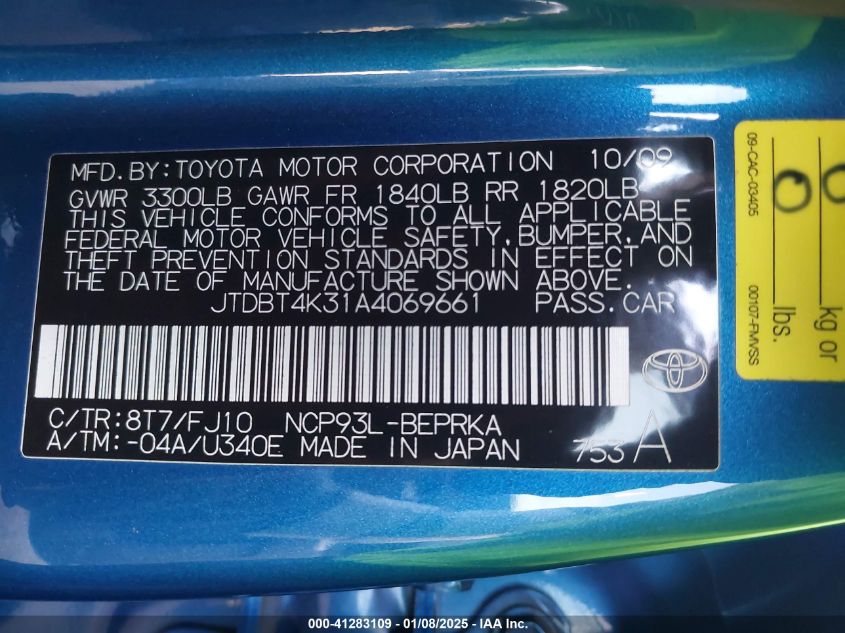 MFD.BY:TOYOTA MOTOR CORPORATION 10/09
GVWR 3300LB GAWR FR 1840LB RR 1820LB
THIS VEHICLE CONFORMS TO ALL APPLICABLE
FEDERAL MOTOR VEHICLE SAFETY,BUMPER,AND
THEFT PREVENTION STANDARDS IN EFFECT ON
THE DATE OF MANUFACTURE SHOWN ABOVE.
JTDBT4K31A4069661 PASS.CAR
C/TR:8T7/FJ10 NCP93L-BEPRKA
A/TM:-04A/U340E MADE IN JAPAN 753A
09-CAC-03405
00107-FMVSS
0 lbs.
0 kg or
000-41283109 - 01/08/2025 - © IAA Inc.